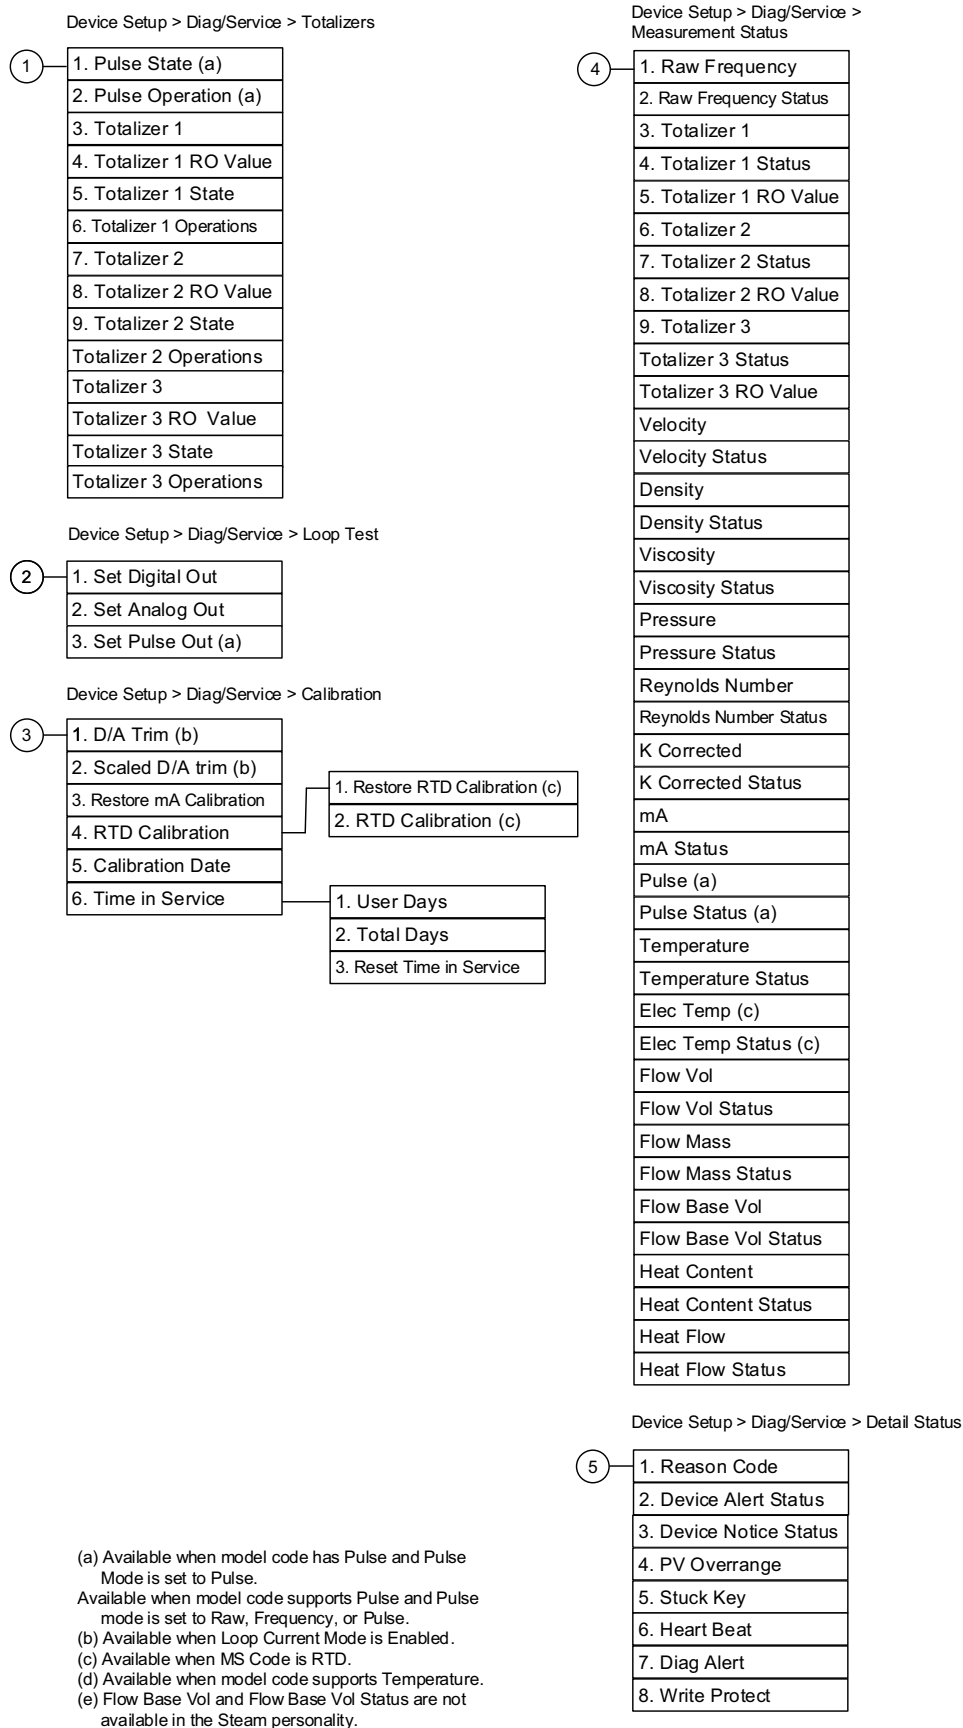 Device Setup > Diag/Service > Totalizers
1
1. Pulse State (a)
2. Pulse Operation (a)
3. Totalizer 1
4. Totalizer 1 RO Value
5. Totalizer 1 State
6. Totalizer 1 Operations
7. Totalizer 2
8. Totalizer 2 RO Value
9. Totalizer 2 State
Totalizer 2 Operations
Totalizer 3
Totalizer 3 RO Value
Totalizer 3 State
Totalizer 3 Operations
Device Setup > Diag/Service > Loop Test
2
1. Set Digital Out
2. Set Analog Out
3. Set Pulse Out (a)
Device Setup > Diag/Service > Calibration
3
1. D/A Trim (b)
2. Scaled D/A trim (b)
3. Restore mA Calibration
4. RTD Calibration
5. Calibration Date
6. Time in Service
1. Restore RTD Calibration (c)
2. RTD Calibration (c)
1. User Days
2. Total Days
3. Reset Time in Service
Device Setup > Diag/Service >
Measurement Status
4
1. Raw Frequency
2. Raw Frequency Status
3. Totalizer 1
4. Totalizer 1 Status
5. Totalizer 1 RO Value
6. Totalizer 2
7. Totalizer 2 Status
8. Totalizer 2 RO Value
9. Totalizer 3
Totalizer 3 Status
Totalizer 3 RO Value
Velocity
Velocity Status
Density
Density Status
Viscosity
Viscosity Status
Pressure
Pressure Status
Reynolds Number
Reynolds Number Status
K Corrected
K Corrected Status
mA
mA Status
Pulse (a)
Pulse Status (a)
Temperature
Temperature Status
Elec Temp (c)
Elec Temp Status (c)
Flow Vol
Flow Vol Status
Flow Mass
Flow Mass Status
Flow Base Vol
Flow Base Vol Status
Heat Content
Heat Content Status
Heat Flow
Heat Flow Status
Device Setup > Diag/Service > Detail Status
5
1. Reason Code
2. Device Alert Status
3. Device Notice Status
4. PV Overrange
5. Stuck Key
6. Heart Beat
7. Diag Alert
8. Write Protect
(a) Available when model code has Pulse and Pulse
Mode is set to Pulse.
Available when model code supports Pulse and Pulse
mode is set to Raw, Frequency, or Pulse.
(b) Available when Loop Current Mode is Enabled.
(c) Available when MS Code is RTD.
(d) Available when model code supports Temperature.
(e) Flow Base Vol and Flow Base Vol Status are not
available in the Steam personality.